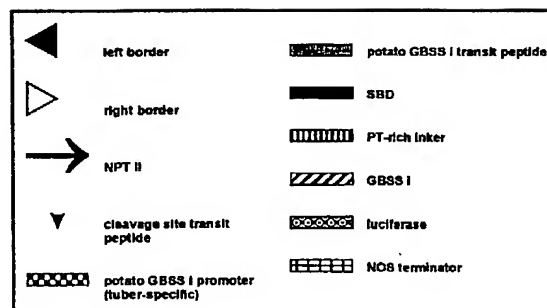 left border
right border
NPT II
cleavage site transit
peptide
potato GBSS I promoter
(tuber-specific)
potato GBSS I transit peptide
SBD
PT-rich linker
GBSS I
luciferase
NOS terminator